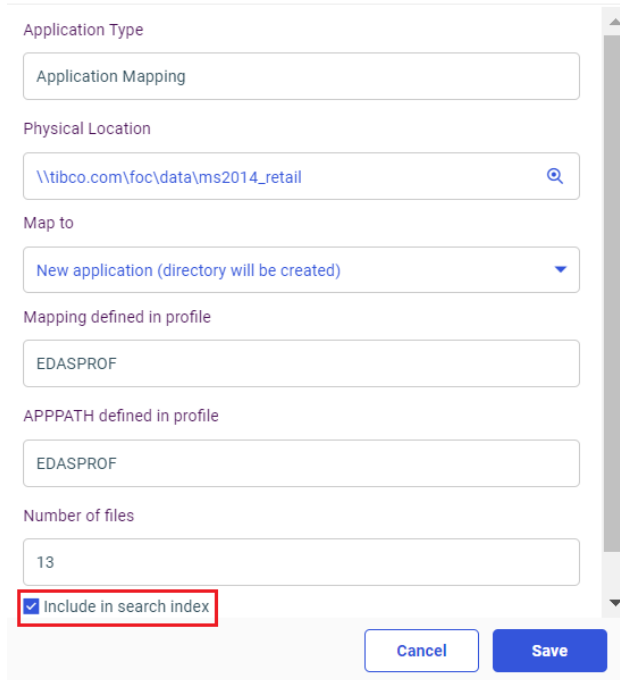 Application Type
Application Mapping
Physical Location
\\tibco.com\foc\data\ms2014_retail
Map to
New application (directory will be created)
Mapping defined in profile
EDASPROF
APPPATH defined in profile
EDASPROF
Number of files
13
Include in search index
Cancel Save